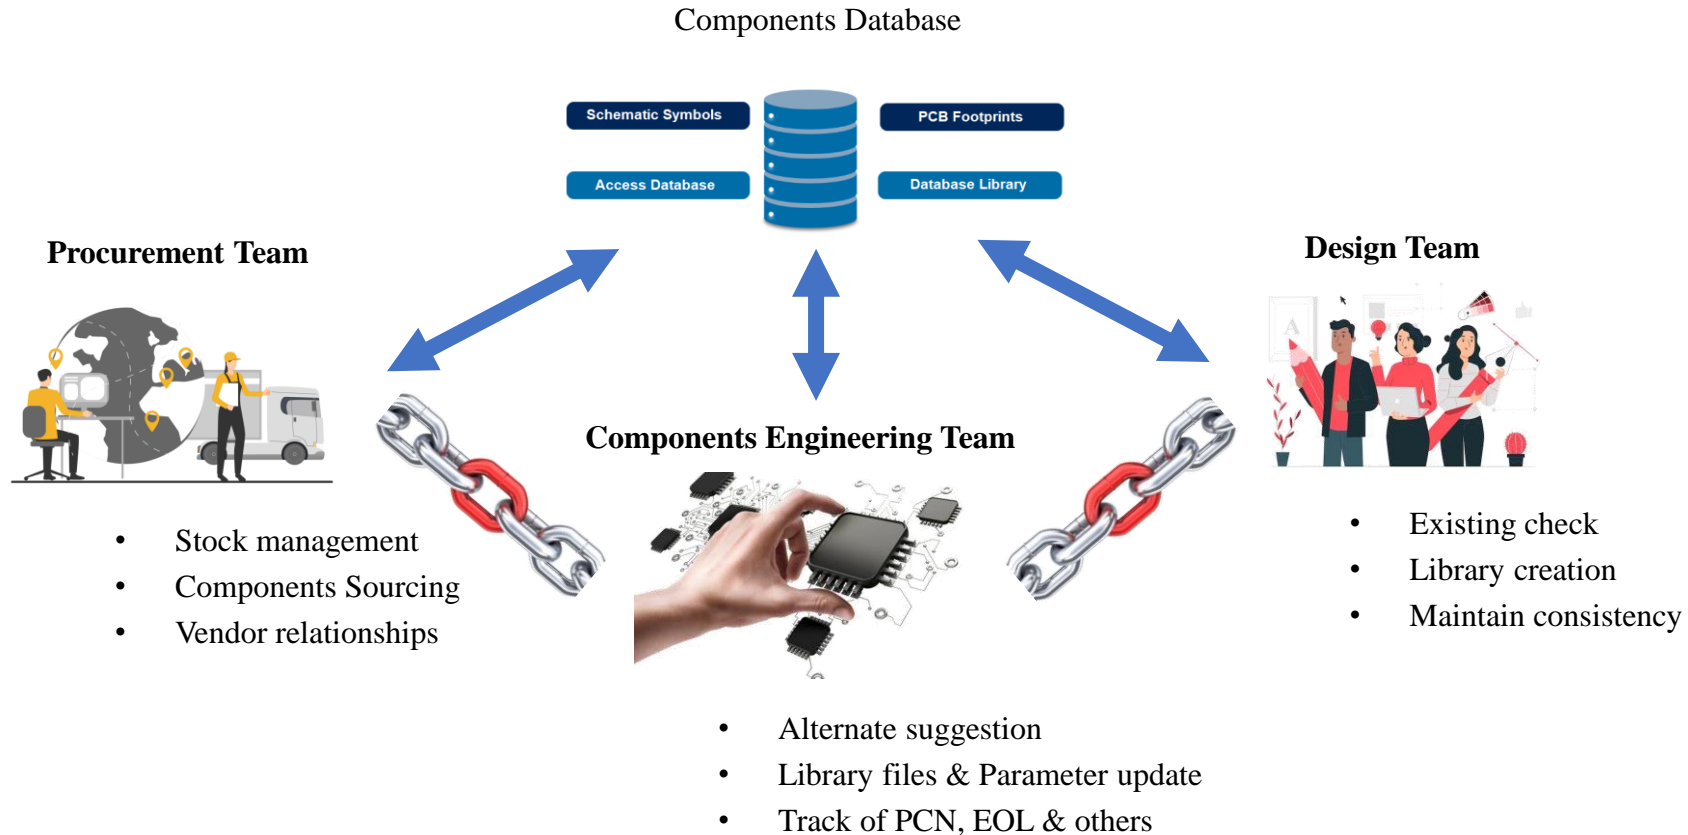 Components Database
Schematic Symbols
PCB Footprints
Access Database
Database Library
Procurement Team
Design Team
A
Components Engineering Team
• Stock management
• Components Sourcing
• Vendor relationships
• Existing check
• Library creation
• Maintain consistency
• Alternate suggestion
• Library files & Parameter update
• Track of PCN, EOL & others